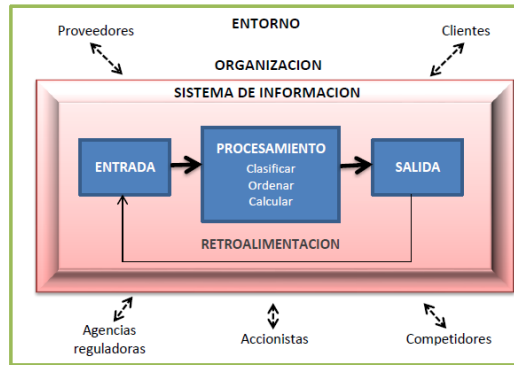 ENTORNO
Proveedores
Clientes
ORGANIZACION
SISTEMA DE INFORMACION
ENTRADA
PROCESAMIENTO
Clasificar
Ordenar
Calcular
SALIDA
RETROALIMENTACION
Agencias
reguladoras
Accionistas
Competidores